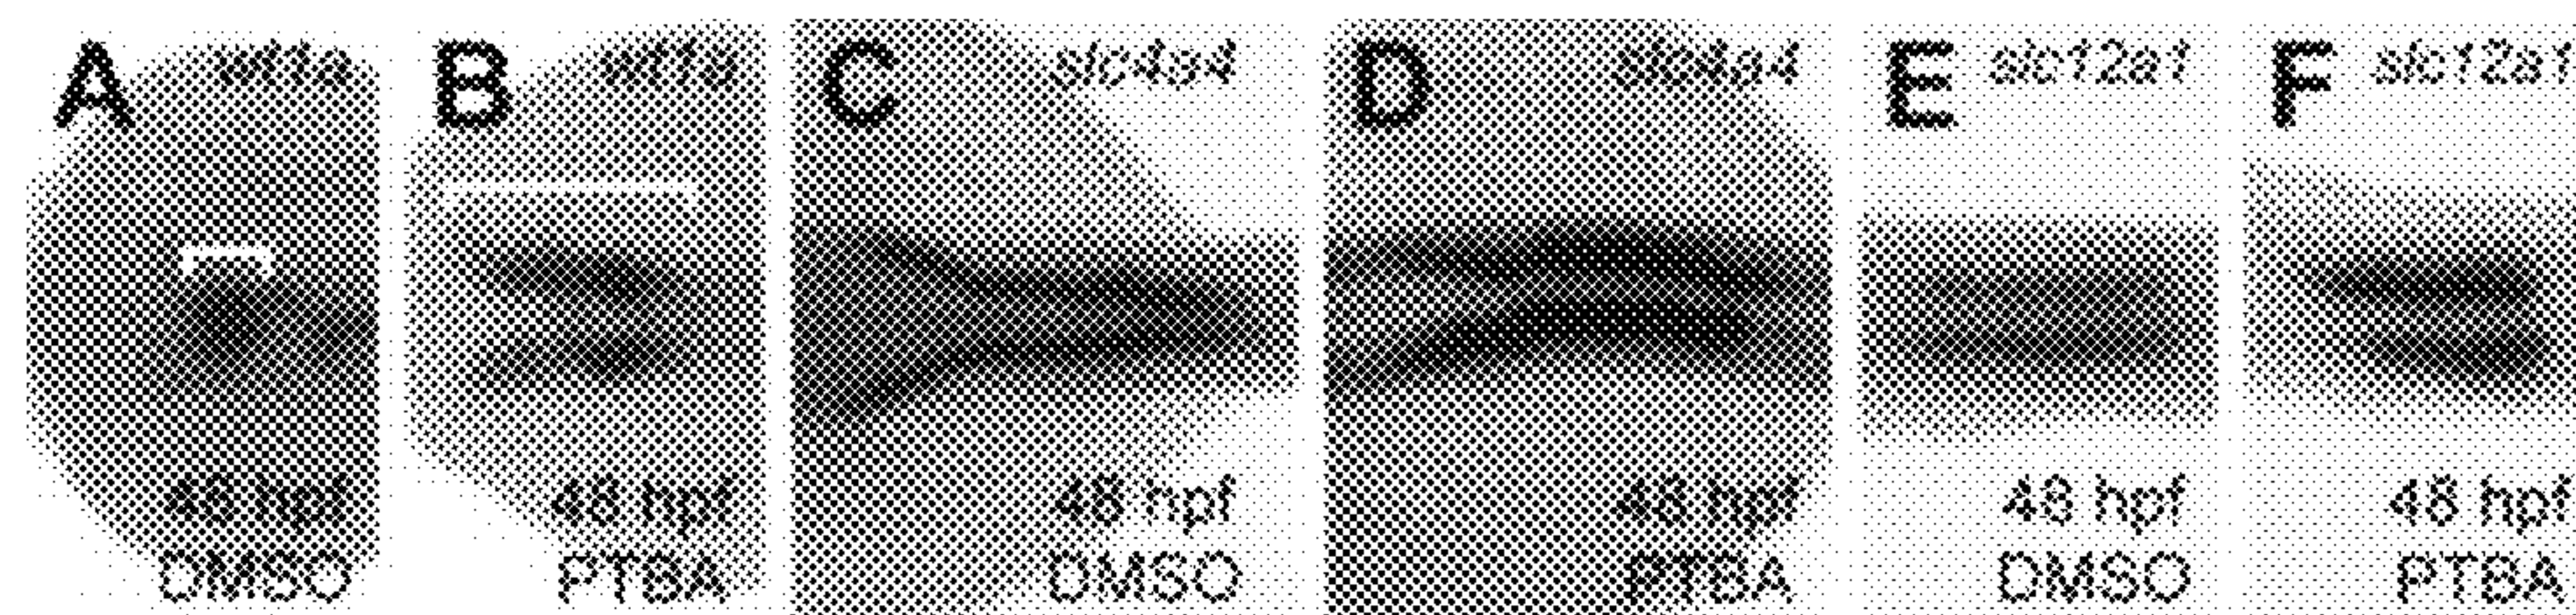 A wt1a
B wt1a
C slc4a4
D slc4a4
E slc12a1
F slc12a1
48 hpf
DMSO
48 hpf
PTBA
48 hpf
DMSO
48 hpf
PTBA
48 hpf
DMSO
48 hpf
PTBA